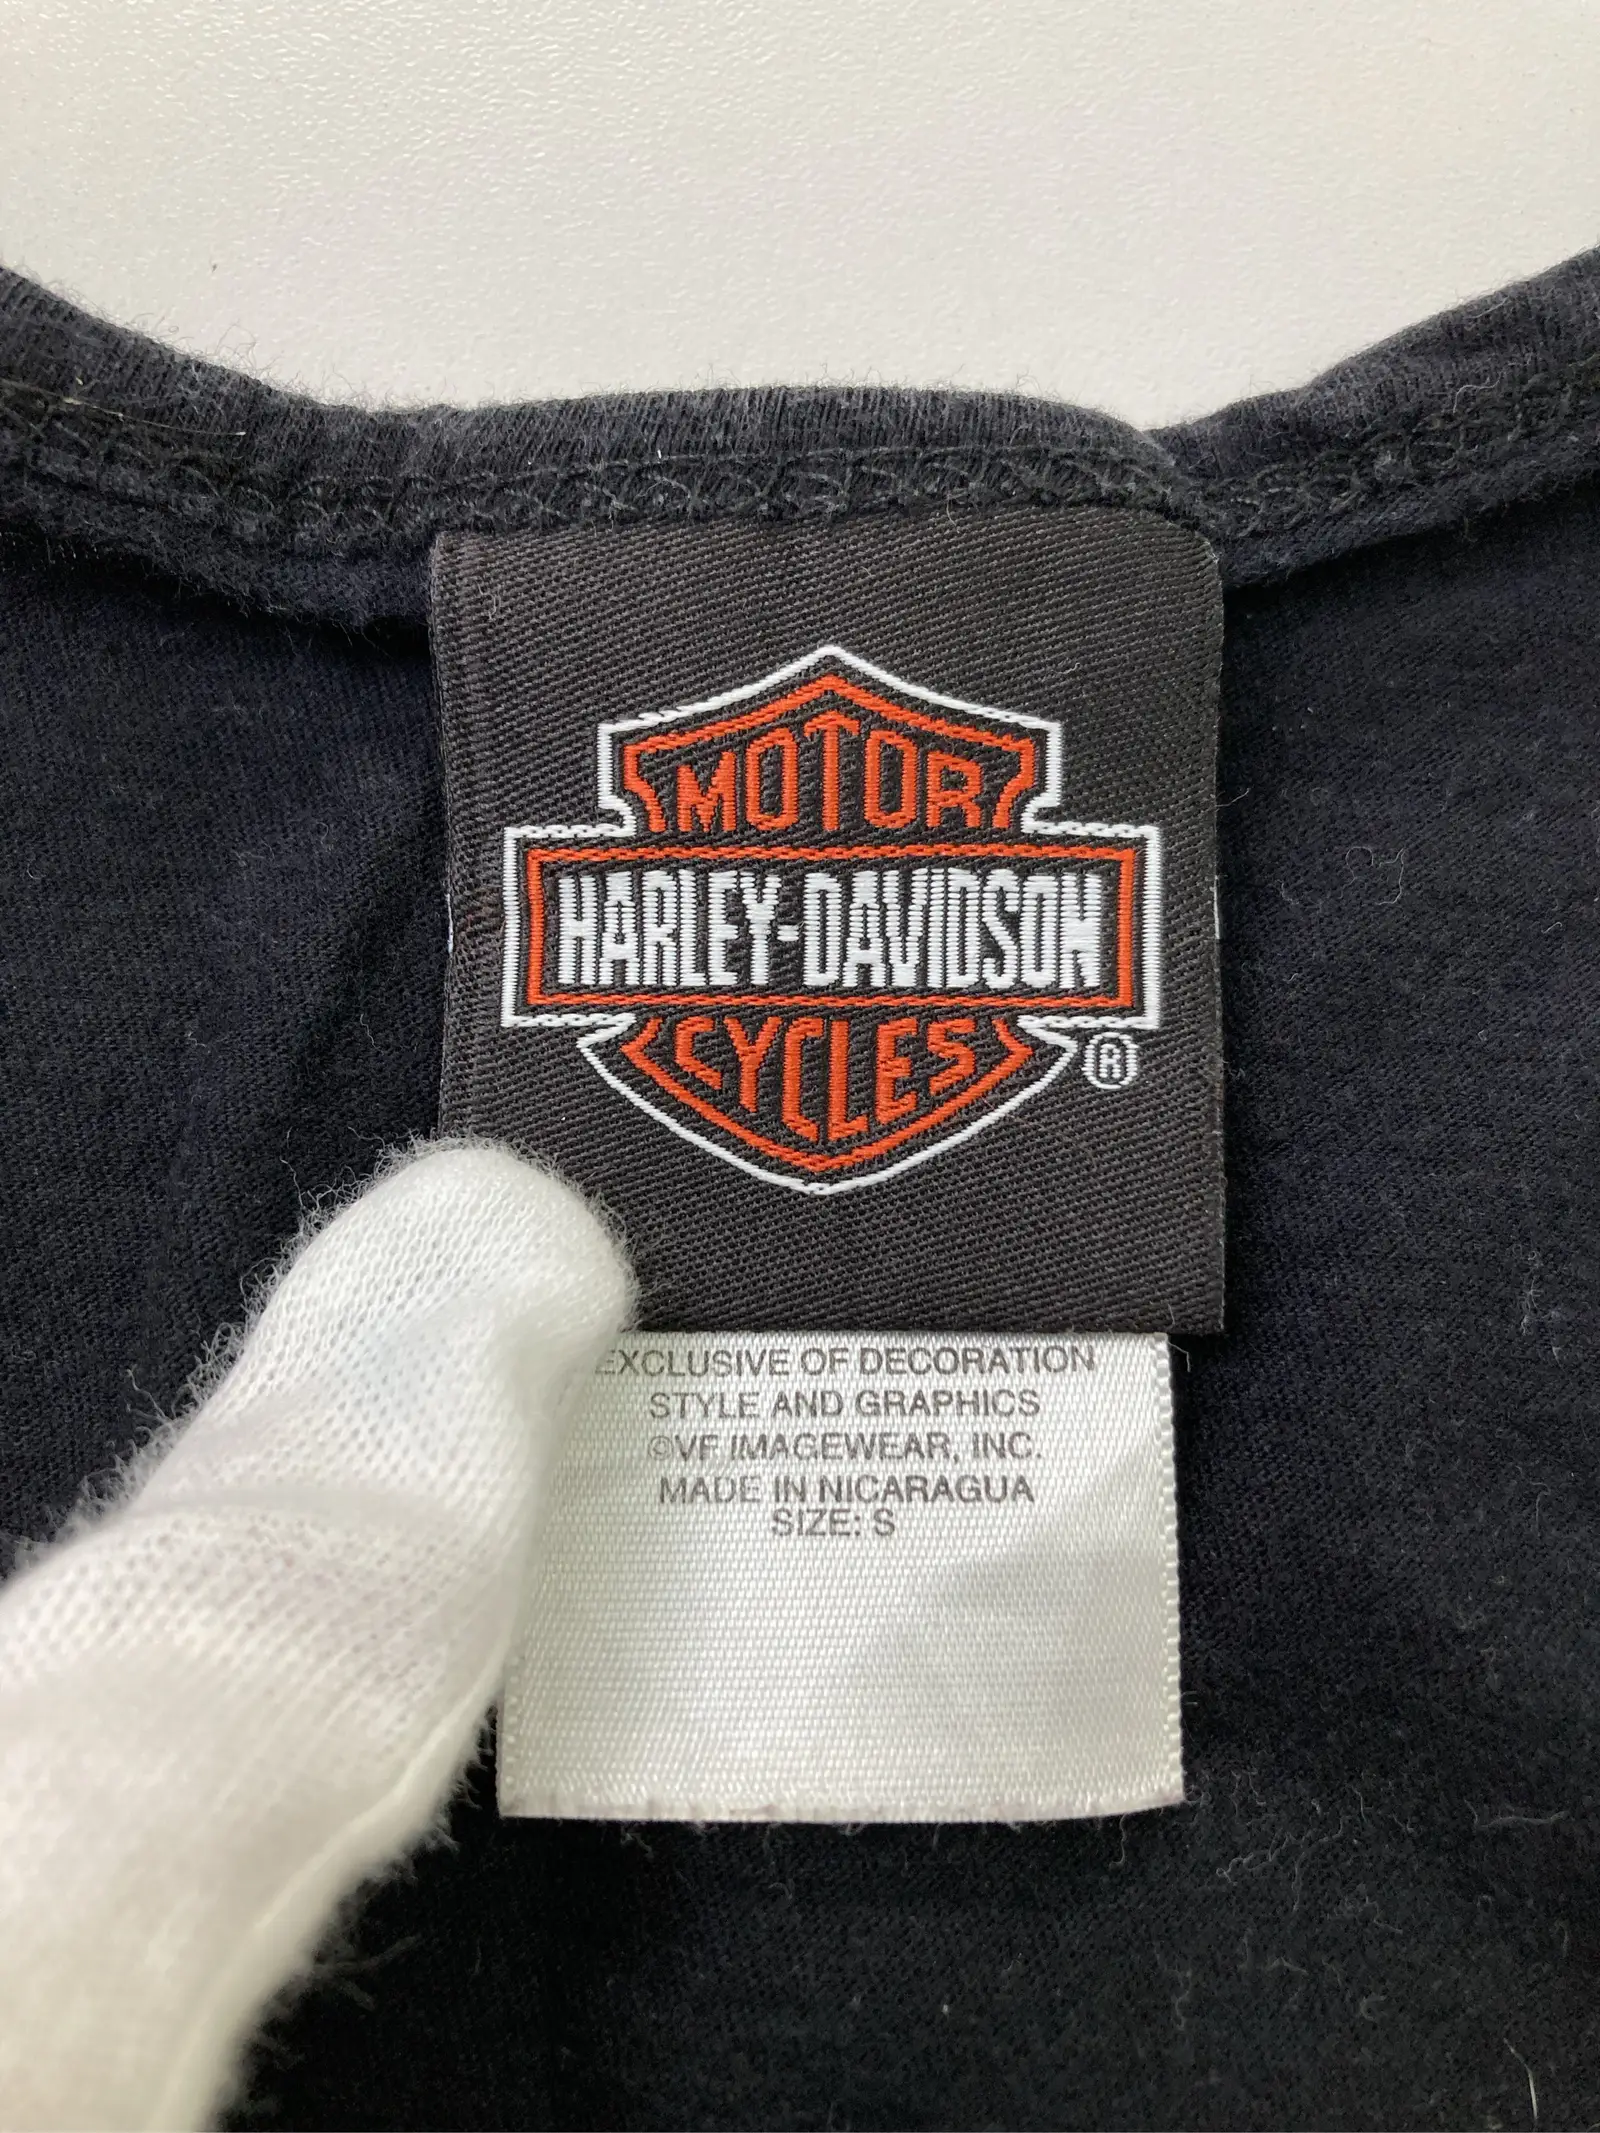 MOTOR
HARLEY-DAVIDSON
CYCLES
®
EXCLUSIVE OF DECORATION
STYLE AND GRAPHICS
©VF IMAGEWEAR, INC.
MADE IN NICARAGUA
SIZE: S